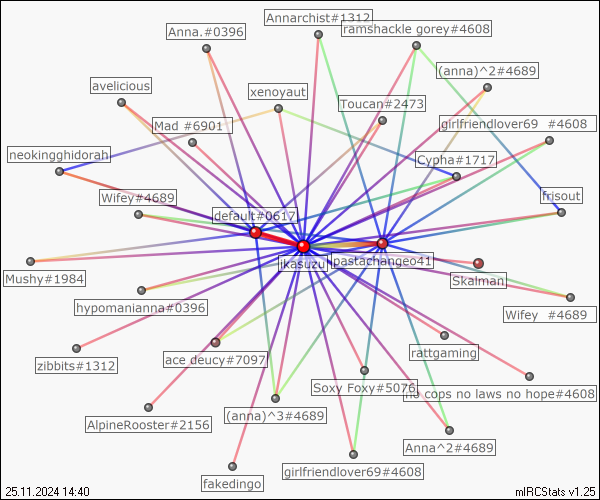 Annarchist#1312
Anna.#0396
ramshackle gorey#4608
(anna)^2#4689
avelicious
xenoyaut
Toucan#2473
Mad #6901
girlfriendlover69 #4608
neokingghidorah
Cypha#1717
Wifey#4689
frisout
default#0617
ikasuzu
pastachangeo41
Mushy#1984
Skalman
hypomanianna#0396
Wifey #4689
rattgaming
zibbits#1312
ace deucy#7097
Soxy Foxy#5076
no cops no laws no hope#4608
AlpineRooster#2156
(anna)^3#4689
Anna^2#4689
girlfriendlover69#4608
fakedingo
25.11.2024 14:40
mIRCStats v1.25